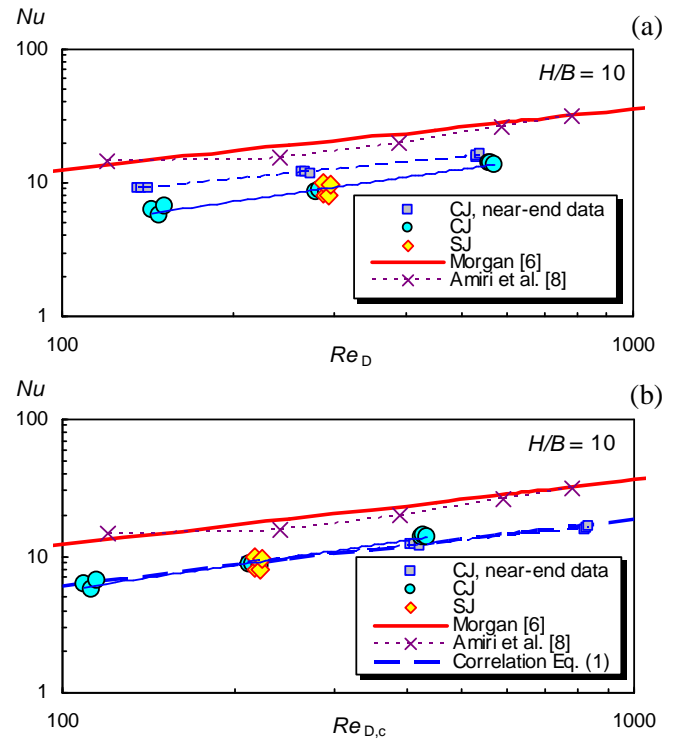 Nu
(a)
100
H/B = 10
10
CJ, near-end data
CJ
SJ
Morgan [6]
Amiri et al. [8]
1
100
Re D
1000
Nu
(b)
100
H/B = 10
10
CJ, near-end data
CJ
SJ
Morgan [6]
Amiri et al. [8]
Correlation Eq. (1)
1
100
Re D,c
1000